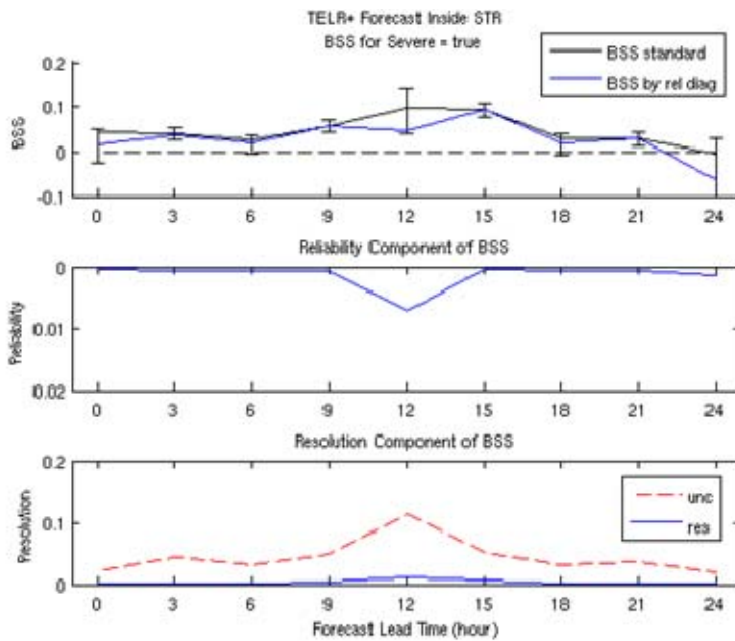 TELR+ Forecast Inside STR
BSS for Severe = true
BSS standard
BSS by rel diag
0.2
0.1
0
-0.1
BSS
0 3 6 9 12 15 18 21 24
Reliability Component of BSS
0
0.01
0.02
Reliability
0 3 6 9 12 15 18 21 24
Resolution Component of BSS
0.2
0.1
0
Resolution
unc
res
0 3 6 9 12 15 18 21 24
Forecast Lead Time (hour)